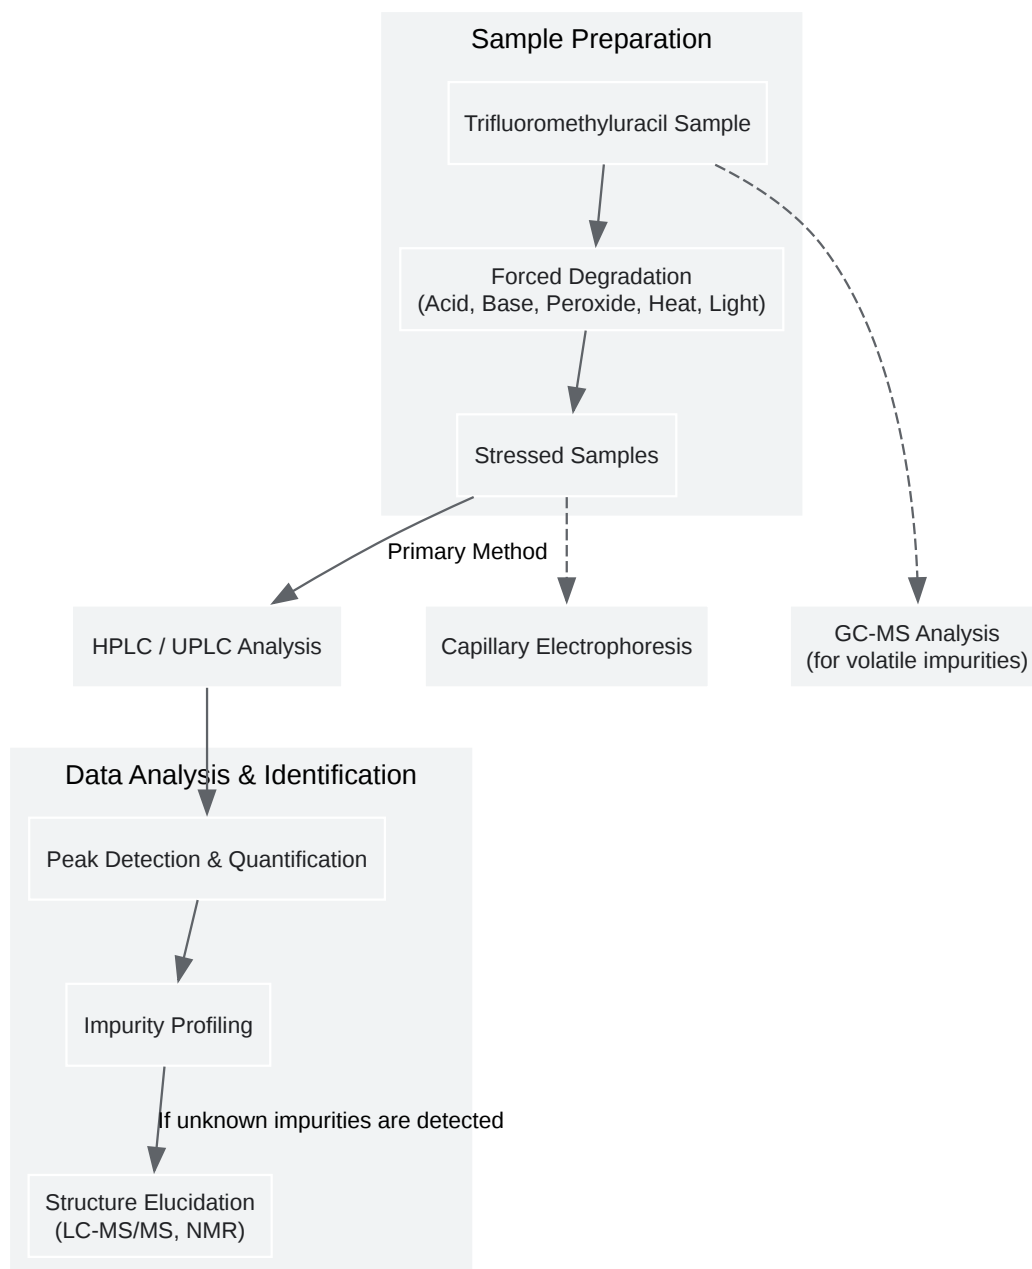 Sample Preparation
Trifluoromethyluracil Sample
Forced Degradation
(Acid, Base, Peroxide, Heat, Light)
Stressed Samples
Primary Method
HPLC / UPLC Analysis
Capillary Electrophoresis
GC-MS Analysis
(for volatile impurities)
Data Analysis & Identification
Peak Detection & Quantification
Impurity Profiling
If unknown impurities are detected
Structure Elucidation
(LC-MS/MS, NMR)